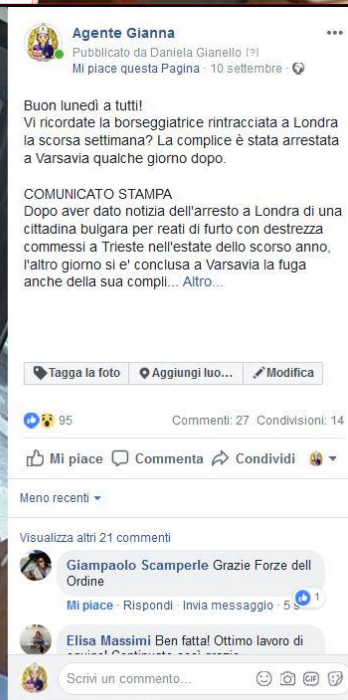 Agente Gianna
Pubblicato da Daniela Gianello [?]
Mi piace questa Pagina · 10 settembre ·
Buon lunedì a tutti!
Vi ricordate la borseggiatrice rintracciata a Londra
la scorsa settimana? La complice è stata arrestata
a Varsavia qualche giorno dopo.
COMUNICATO STAMPA
Dopo aver dato notizia dell'arresto a Londra di una
cittadina bulgara per reati di furto con destrezza
commessi a Trieste nell'estate dello scorso anno,
l'altro giorno si e' conclusa a Varsavia la fuga
anche della sua compli... Altro...
Tagga la foto Aggiungi luo... Modifica
95 Commenti: 27 Condivisioni: 14
Mi piace Commenta Condividi
Meno recenti
Visualizza altri 21 commenti
Giampaolo Scamperle Grazie Forze dell
Ordine
1
Mi piace · Rispondi · Invia messaggio · 5 s
Elisa Massimi Ben fatta! Ottimo lavoro di
Scrivi un commento...
GIF